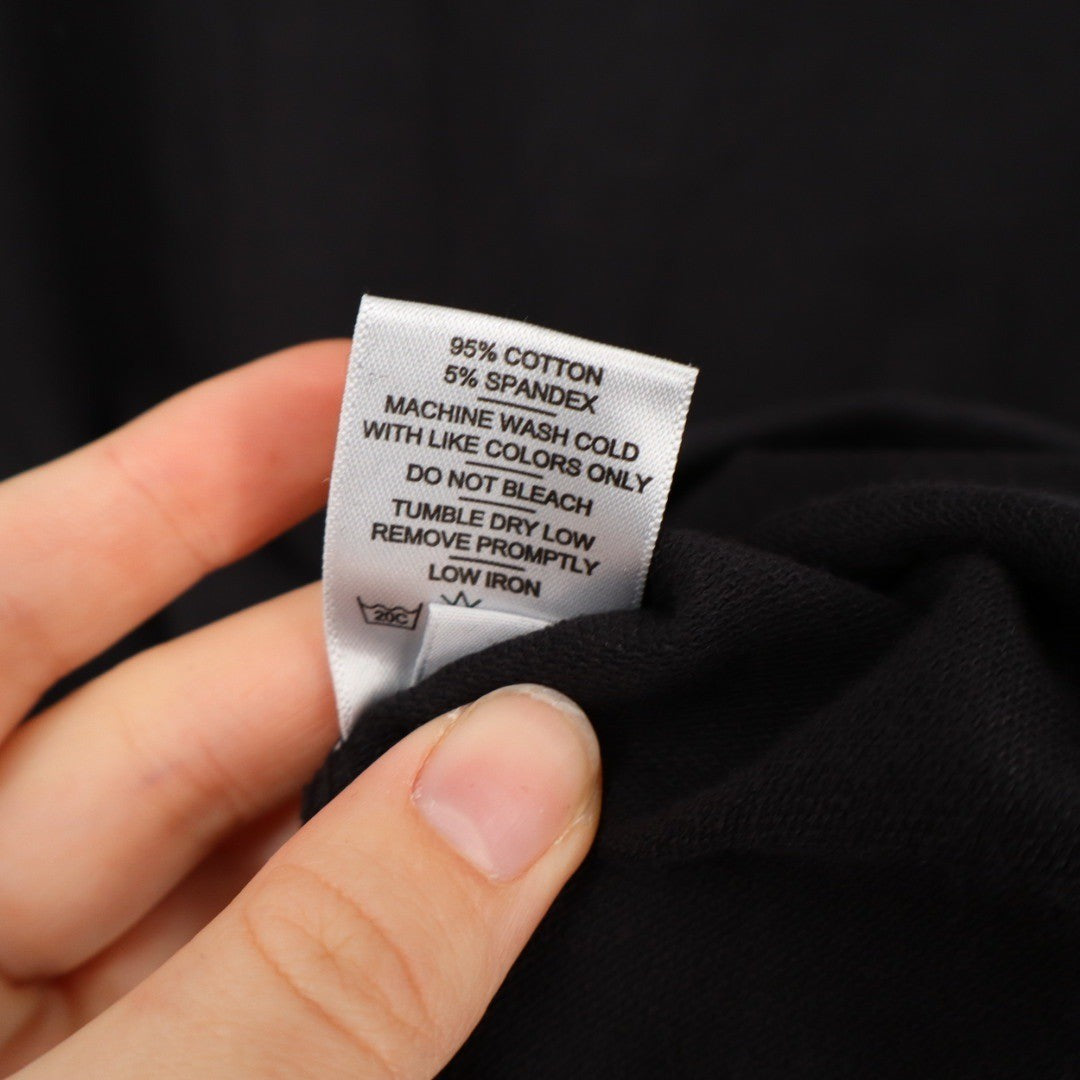 95% COTTON
5% SPANDEX
MACHINE WASH COLD
WITH LIKE COLORS ONLY
DO NOT BLEACH
TUMBLE DRY LOW
REMOVE PROMPTLY
LOW IRON
20C